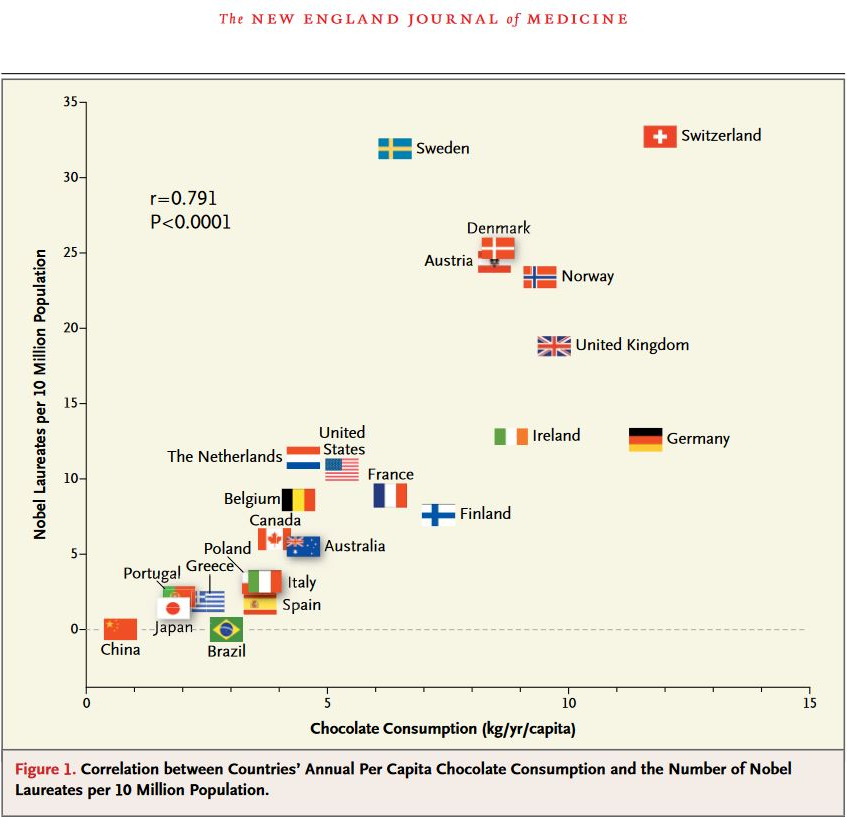 The NEW ENGLAND JOURNAL of MEDICINE
35
30
25
20
15
10
5
0
Nobel Laureates per 10 Million Population
r=0.791
P<0.0001
Sweden
Switzerland
Denmark
Austria
Norway
United Kingdom
Ireland
Germany
United
States
The Netherlands
France
Belgium
Finland
Canada
Australia
Poland
Greece
Portugal
Italy
Spain
Japan
China
Brazil
0
5
10
15
Chocolate Consumption (kg/yr/capita)
Figure 1. Correlation between Countries’ Annual Per Capita Chocolate Consumption and the Number of Nobel
Laureates per 10 Million Population.